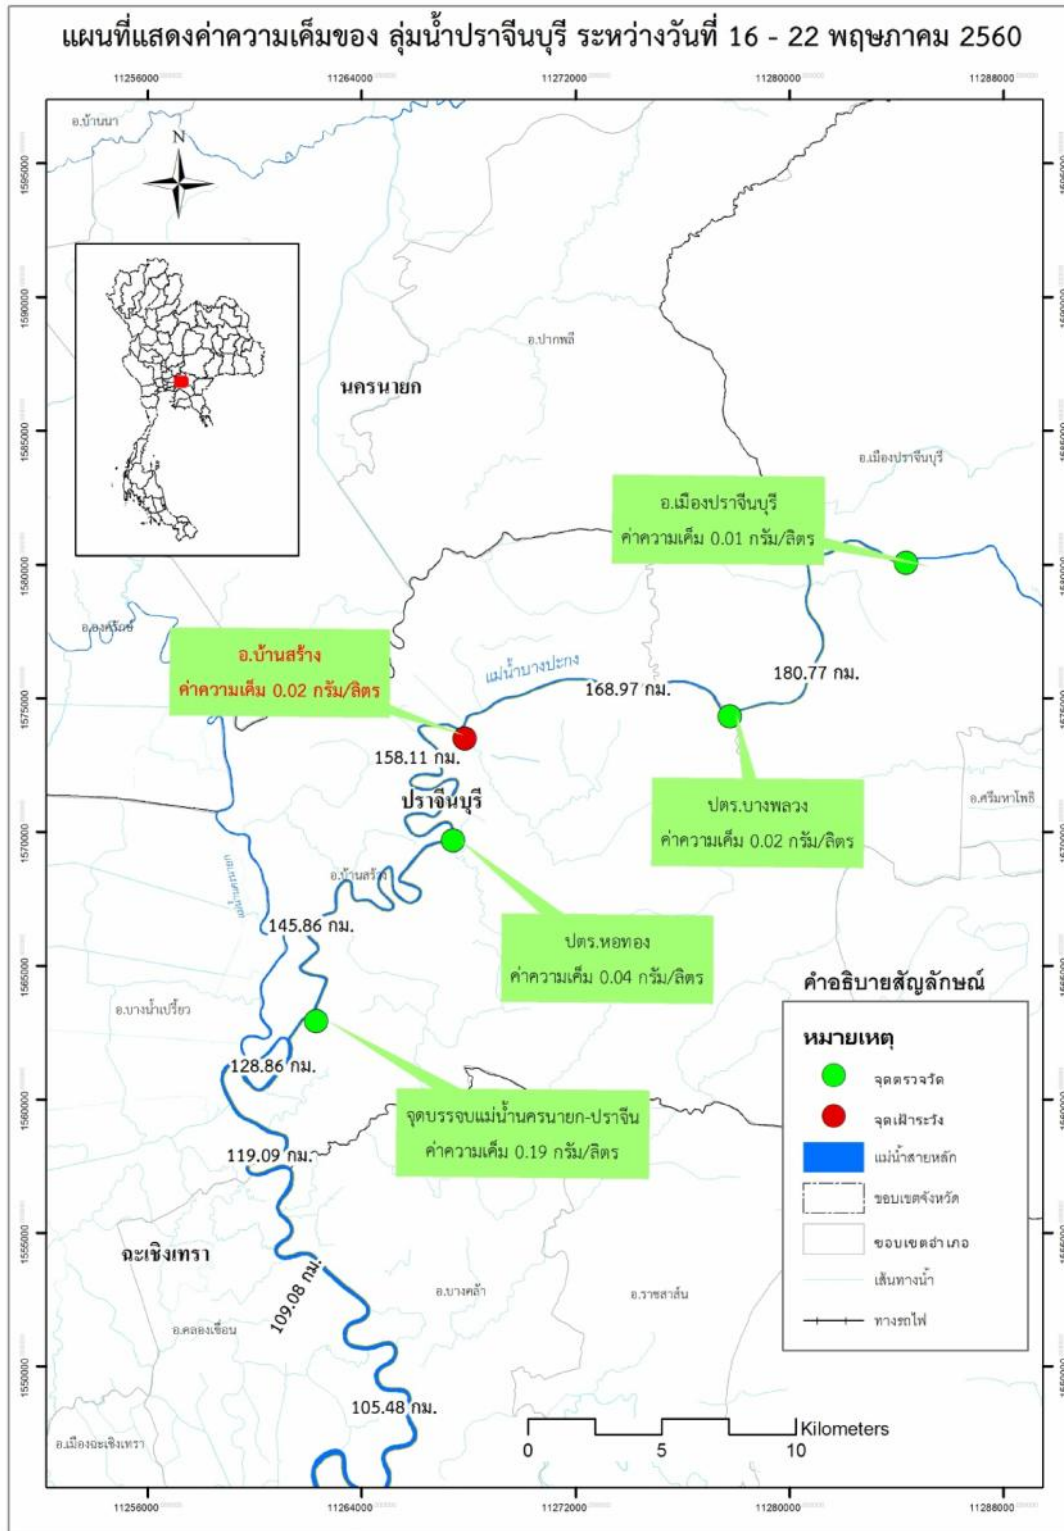 แผนที่แสดงค่าความเค็มของ ลุ่มน้ำปราจีนบุรี ระหว่างวันที่ 16 - 22 พฤษภาคม 2560
11256000
11264000
11272000
11280000
11288000
1595000
1595000
1590000
1590000
1585000
1585000
1580000
1580000
1575000
1575000
1570000
1570000
1565000
1565000
1560000
1560000
1555000
1555000
1550000
1550000
อ.บ้านนา
N
อ.ปากพลี
นครนายก
อ.เมืองปราจีนบุรี
อ.เมืองปราจีนบุรี
ค่าความเค็ม 0.01 กรัม/ลิตร
อ.องครักษ์
อ.บ้านสร้าง
ค่าความเค็ม 0.02 กรัม/ลิตร
แม่น้ำบางปะกง
168.97 กม.
180.77 กม.
158.11 กม.
ปราจีนบุรี
ปตร.บางพลวง
ค่าความเค็ม 0.02 กรัม/ลิตร
อ.ศรีมหาโพธิ
อ.บ้านสร้าง
145.86 กม.
ปตร.หอทอง
ค่าความเค็ม 0.04 กรัม/ลิตร
อ.บางน้ำเปรี้ยว
128.86 กม.
จุดบรรจบแม่น้ำนครนายก-ปราจีน
ค่าความเค็ม 0.19 กรัม/ลิตร
119.09 กม.
ฉะเชิงเทรา
109.08 กม.
อ.บางคล้า
อ.ราชสาส์น
อ.คลองเขื่อน
105.48 กม.
อ.เมืองฉะเชิงเทรา
คำอธิบายสัญลักษณ์
หมายเหตุ
จุดตรวจวัด
จุดเฝ้าระวัง
แม่น้ำสายหลัก
ขอบเขตจังหวัด
ขอบเขตอำเภอ
เส้นทางน้ำ
ทางรถไฟ
Kilometers
0
5
10
11256000
11264000
11272000
11280000
11288000